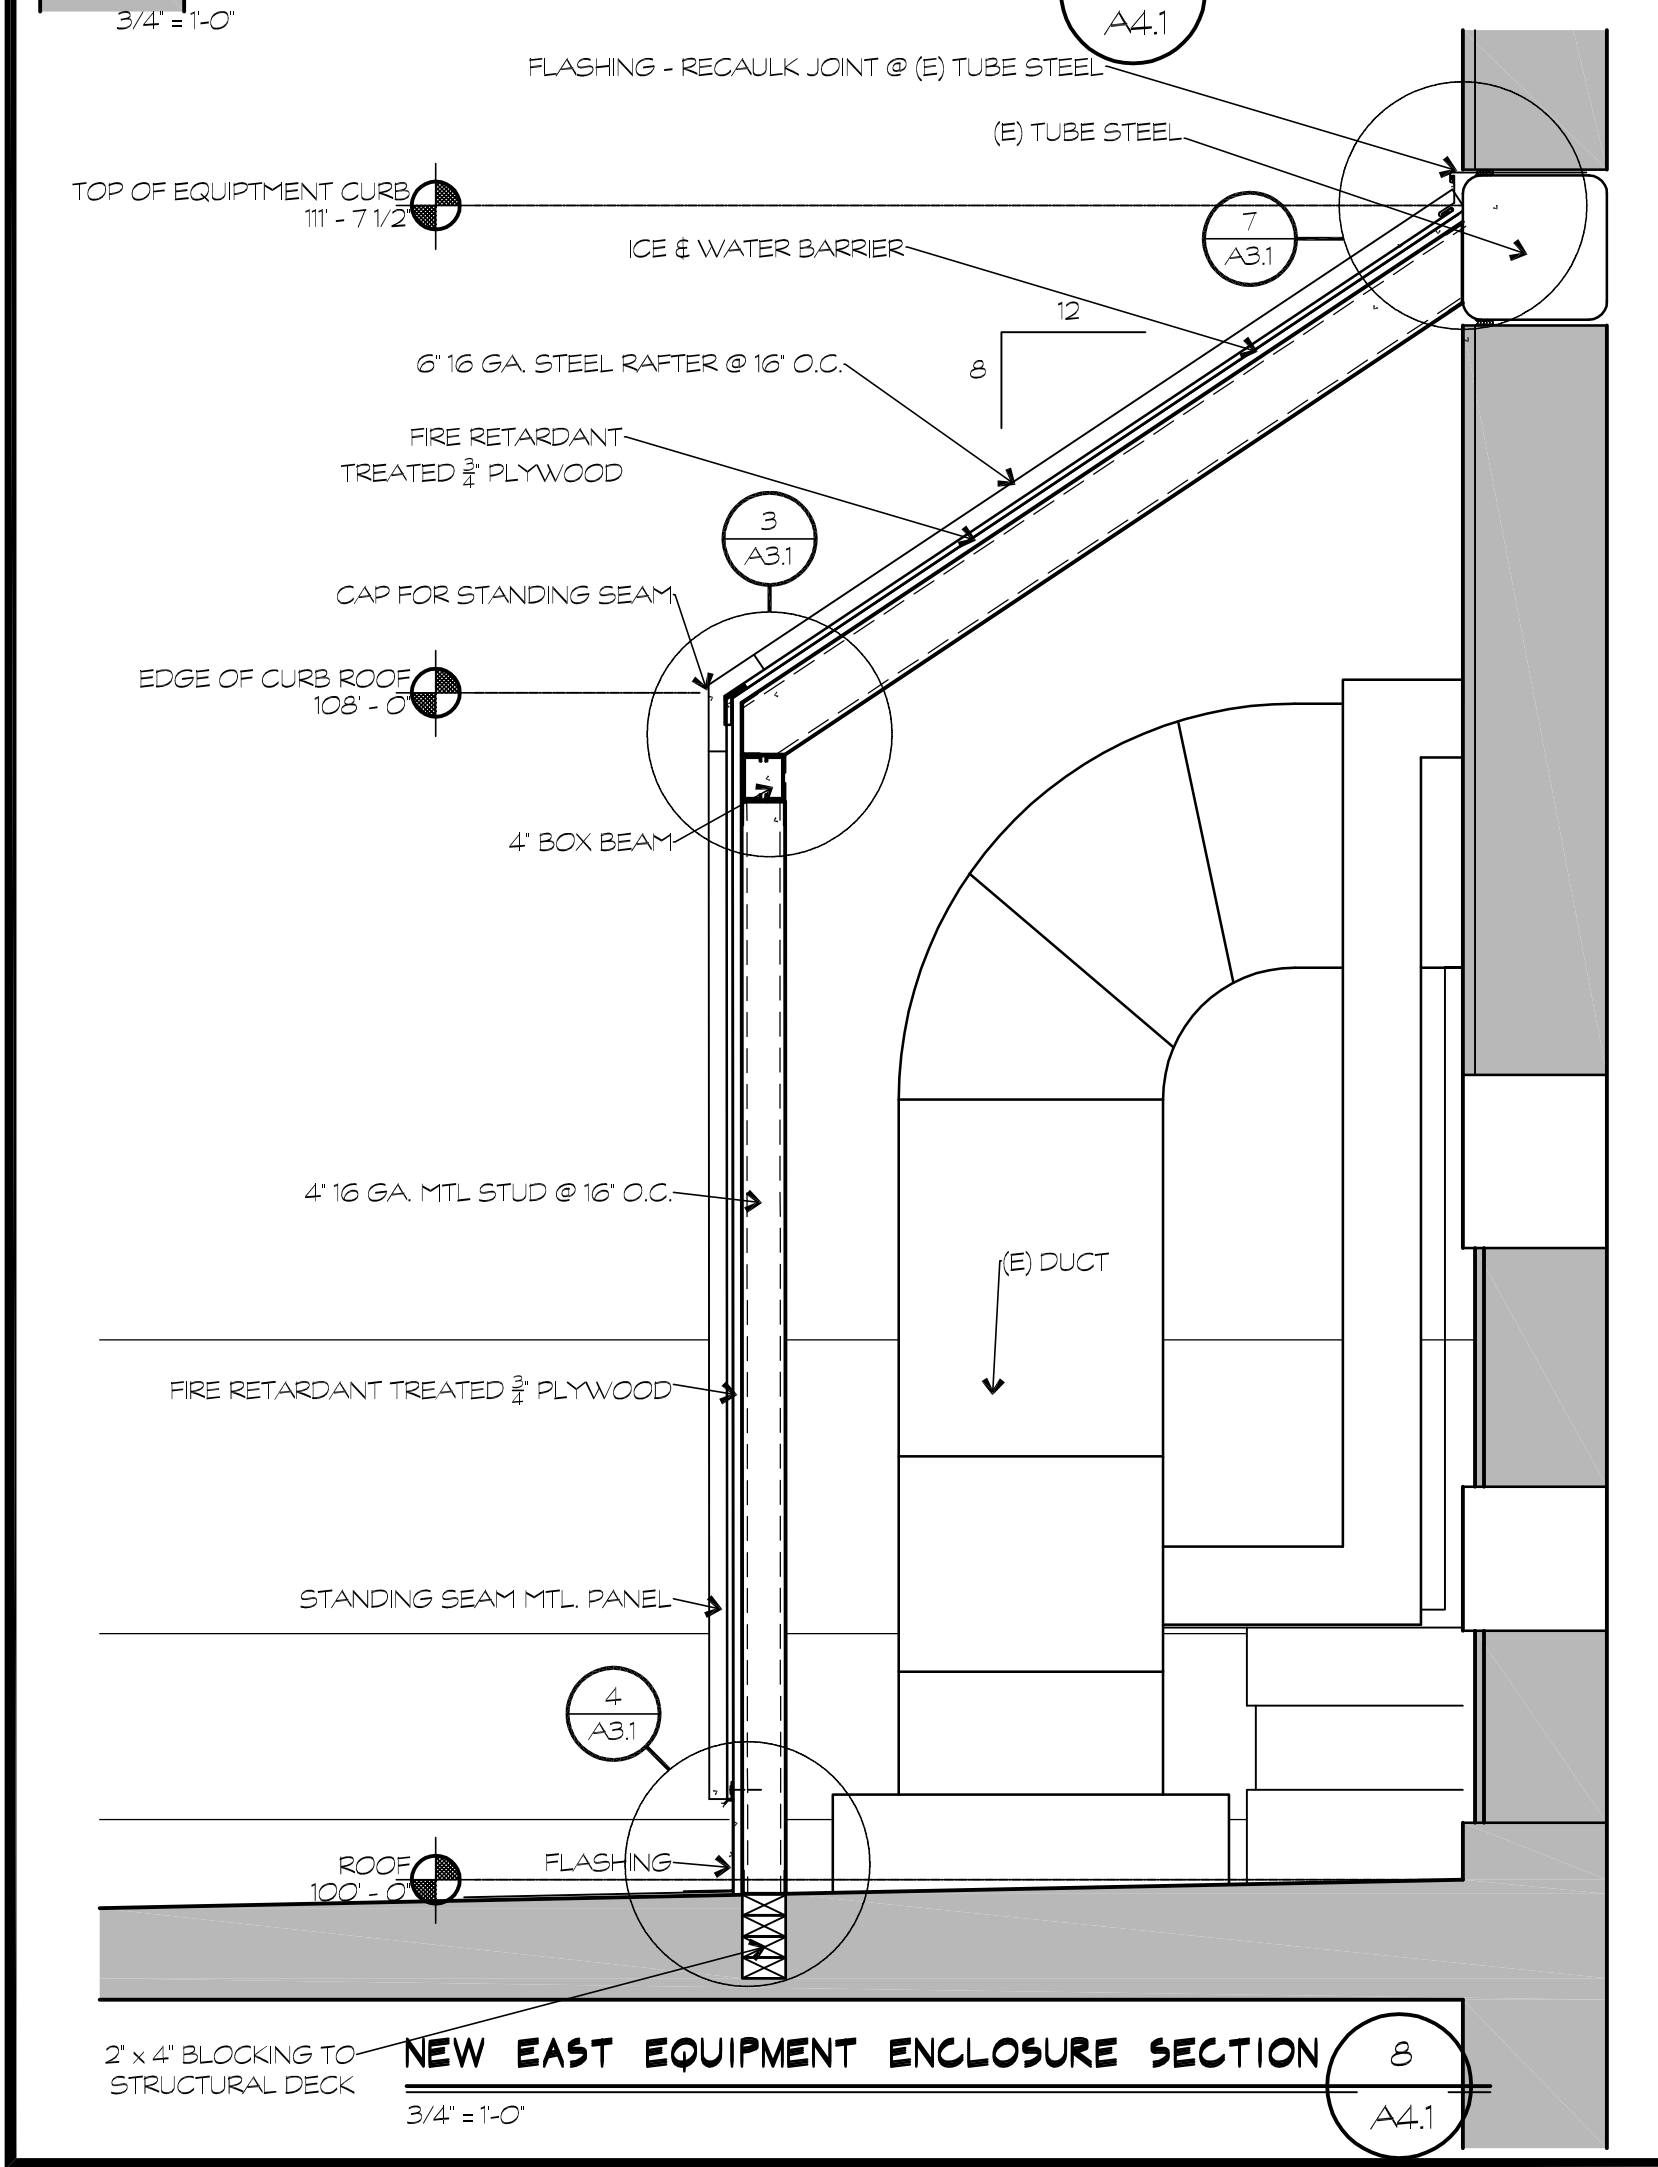 3/4" = 1'-0"
A4.1
FLASHING - RECAULK JOINT @ (E) TUBE STEEL
(E) TUBE STEEL
TOP OF EQUIPTMENT CURB
111' - 7 1/2"
7
A3.1
ICE & WATER BARRIER
12
8
6" 16 GA. STEEL RAFTER @ 16" O.C.
FIRE RETARDANT
TREATED 3/4" PLYWOOD
3
A3.1
CAP FOR STANDING SEAM
EDGE OF CURB ROOF
108' - 0"
4" BOX BEAM
4" 16 GA. MTL STUD @ 16" O.C.
(E) DUCT
FIRE RETARDANT TREATED 3/4" PLYWOOD
STANDING SEAM MTL. PANEL
4
A3.1
ROOF
100' - 0"
FLASHING
2" x 4" BLOCKING TO
STRUCTURAL DECK
NEW EAST EQUIPMENT ENCLOSURE SECTION
3/4" = 1'-0"
8
A4.1